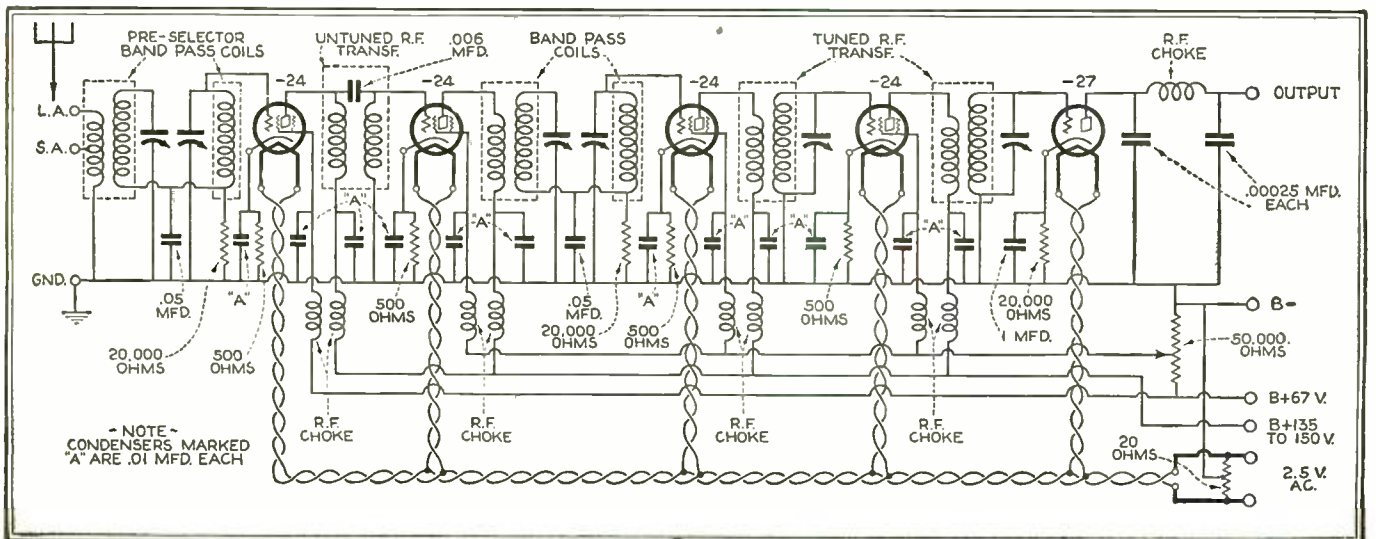 PRE-SELECTOR
BAND PASS COILS
UNTUNED R.F.
TRANSF.
.006
MFD.
BAND PASS
COILS
TUNED R.F.
TRANSF.
R.F.
CHOKE
-24
-24
-24
-24
-27
OUTPUT
L.A.
S.A.
.00025 MFD.
EACH
"A"
"A"
"A"
"A"
"A"
GND.
.05
MFD.
"A"
500
OHMS
.05
MFD.
"A"
500
OHMS
20,000
OHMS
B-
20,000
OHMS
500
OHMS
20,000
OHMS
500
OHMS
1 MFD.
50,000
OHMS
B+67 V.
R.F.
CHOKE
R.F.
CHOKE
R.F.
CHOKE
R.F.
CHOKE
B+135
TO 150 V.
- NOTE -
CONDENSERS MARKED
"A" ARE .01 MFD. EACH
20
OHMS
2.5 V.
AC.